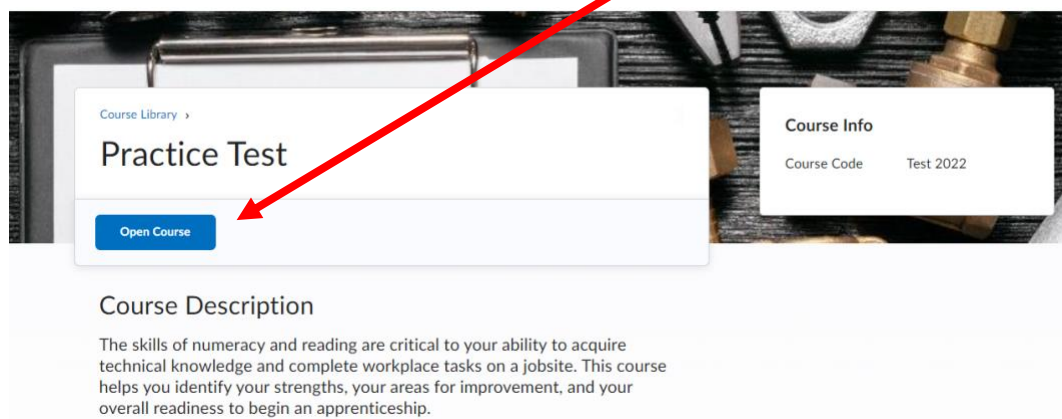 Course Library ›
Practice Test
Open Course
Course Info
Course Code Test 2022
Course Description
The skills of numeracy and reading are critical to your ability to acquire
technical knowledge and complete workplace tasks on a jobsite. This course
helps you identify your strengths, your areas for improvement, and your
overall readiness to begin an apprenticeship.